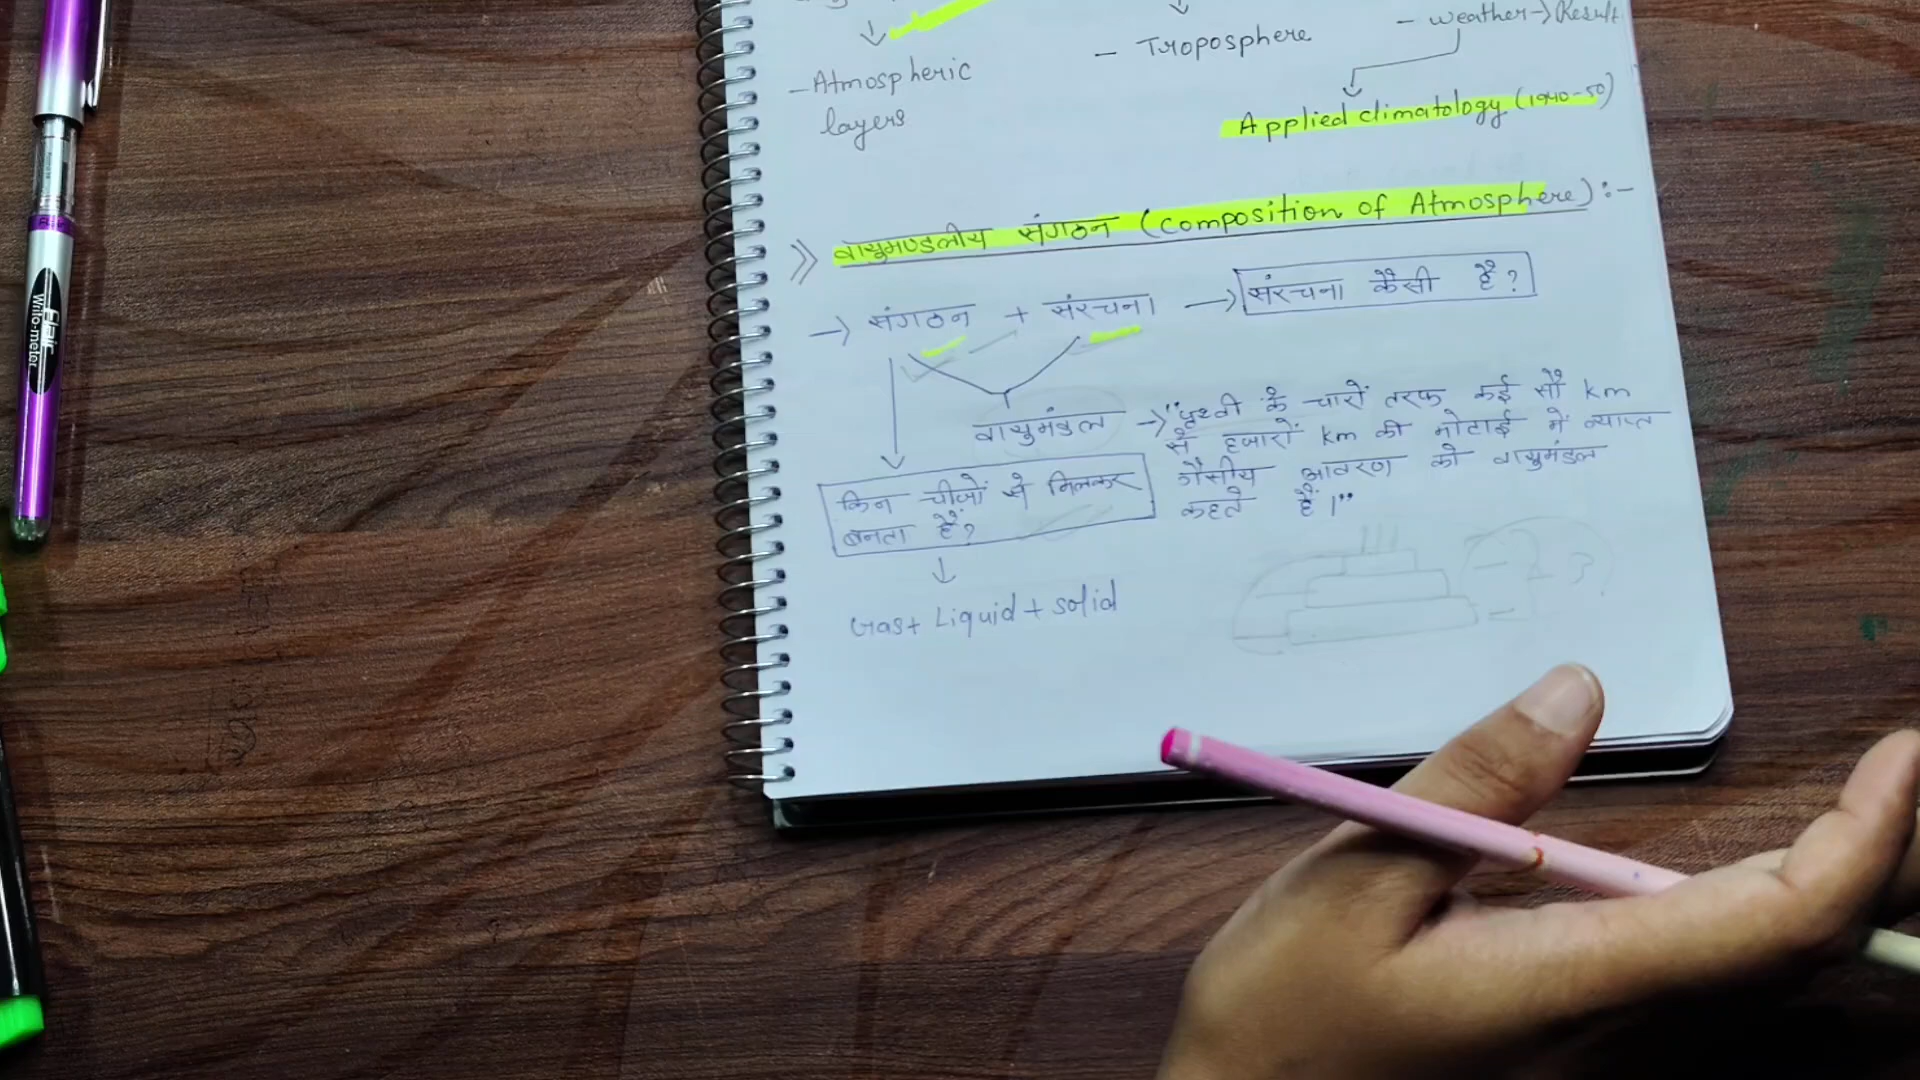 - weather → Result
- Troposphere
- Atmospheric
layers
Applied climatology (1940-50)
वायुमण्डलीय संगठन (Composition of Atmosphere) :-
→ संगठन + संरचना → संरचना कैसी है ?
वायुमंडल → "पृथ्वी के चारों तरफ कई सौ km
से हजारों km की मोटाई में व्याप्त
गैसीय आवरण को वायुमंडल
कहते हैं।"
किन चीजों से मिलकर
बनता है ?
Gas + Liquid + Solid
Flair
Writo-meter